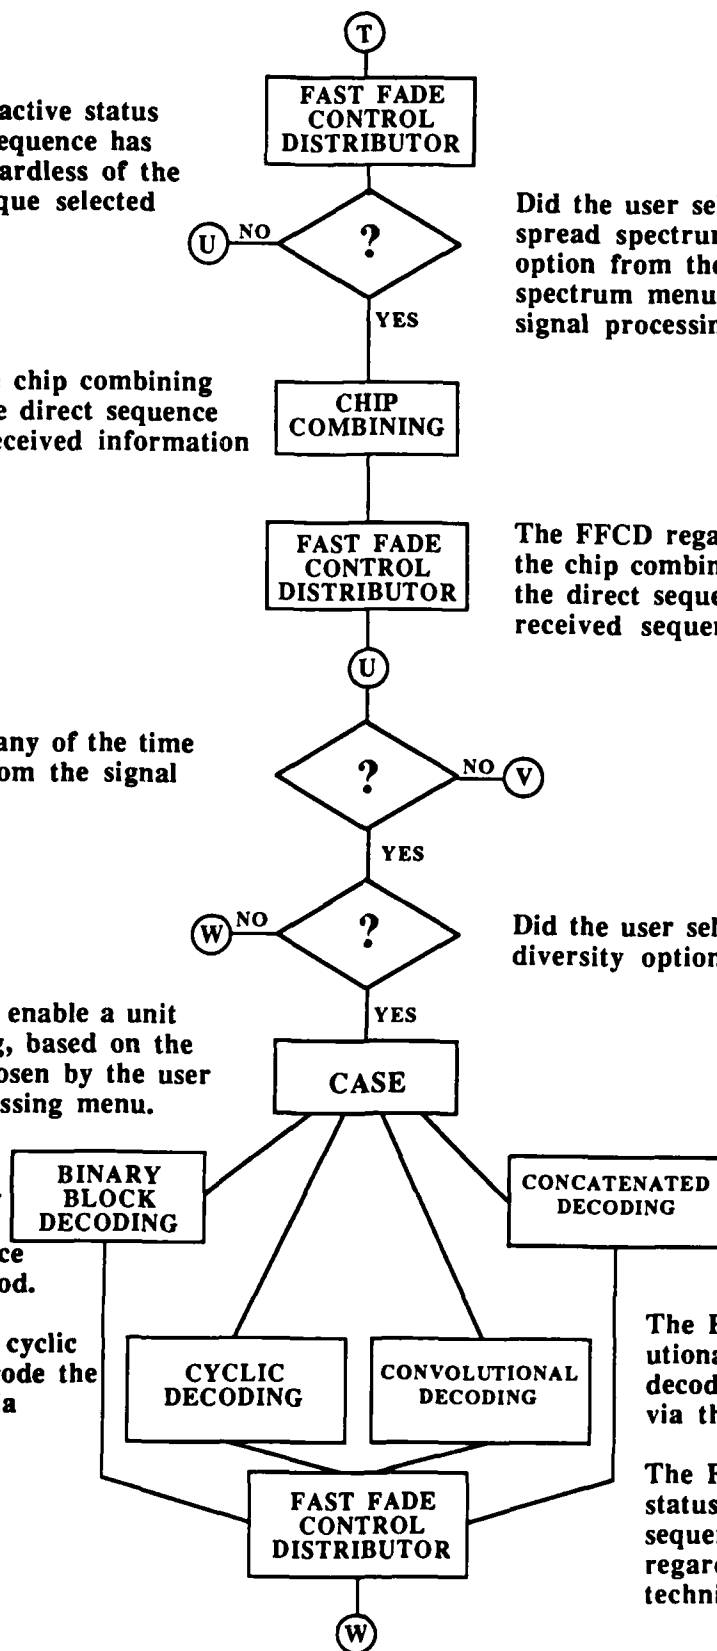 T
FAST FADE
CONTROL
DISTRIBUTOR
active status
equence has
ardless of the
que selected
U
NO
?
Did the user sel
spread spectrum
option from the
spectrum menu
signal processin
YES
chip combining
e direct sequence
eceived information
CHIP
COMBINING
FAST FADE
CONTROL
DISTRIBUTOR
The FFCD rega
the chip combin
the direct seque
received sequen
U
any of the time
om the signal
?
NO
V
YES
W
NO
?
Did the user sel
diversity option
YES
enable a unit
g, based on the
osen by the user
essing menu.
CASE
BINARY
BLOCK
DECODING
CONCATENATED
DECODING
ce
od.
cyclic
ode the
a
CYCLIC
DECODING
CONVOLUTIONAL
DECODING
The F
utiona
decod
via th
The F
status
sequen
regard
techni
FAST FADE
CONTROL
DISTRIBUTOR
W